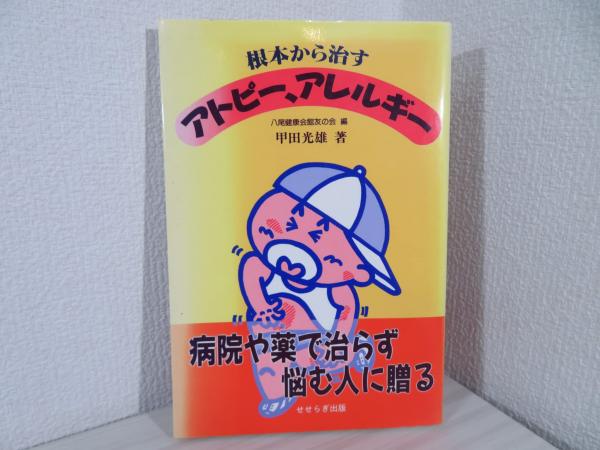 根本から治す
アトピー、アレルギー
八尾健康会館友の会 編
甲田光雄 著
病院や薬で治らず
悩む人に贈る
せせらぎ出版